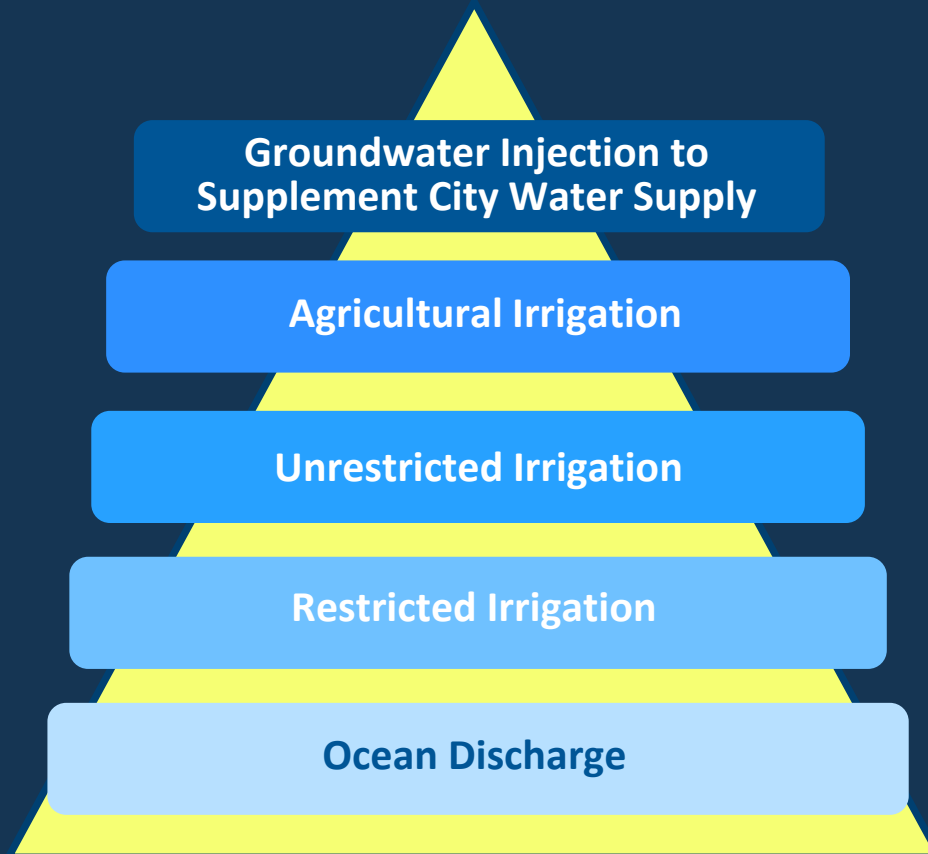 Groundwater Injection to
Supplement City Water Supply
Agricultural Irrigation
Unrestricted Irrigation
Restricted Irrigation
Ocean Discharge